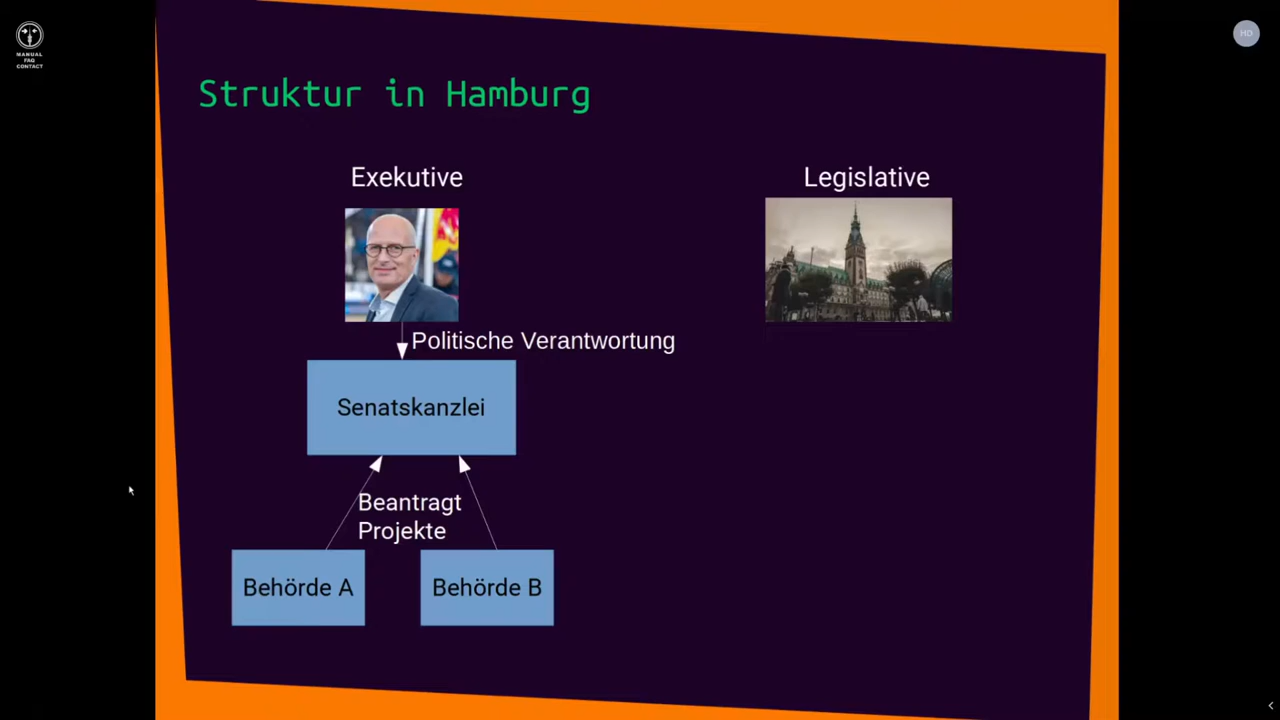 MANUAL
FAQ
CONTACT
HD
Struktur in Hamburg
Exekutive
Legislative
Politische Verantwortung
Senatskanzlei
Beantragt
Projekte
Behörde A
Behörde B